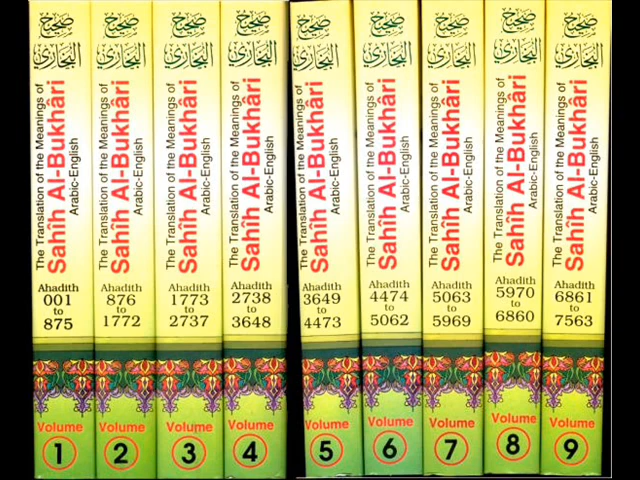 صحيح
البخاري
The Translation of the Meanings of
Sahîh Al-Bukhâri
Arabic-English
Ahadith
001
to
875
Volume
1
صحيح
البخاري
The Translation of the Meanings of
Sahîh Al-Bukhâri
Arabic-English
Ahadith
876
to
1772
Volume
2
صحيح
البخاري
The Translation of the Meanings of
Sahîh Al-Bukhâri
Arabic-English
Ahadith
1773
to
2737
Volume
3
صحيح
البخاري
The Translation of the Meanings of
Sahîh Al-Bukhâri
Arabic-English
Ahadith
2738
to
3648
Volume
4
صحيح
البخاري
The Translation of the Meanings of
Sahîh Al-Bukhâri
Arabic-English
Ahadith
3649
to
4473
Volume
5
صحيح
البخاري
The Translation of the Meanings of
Sahîh Al-Bukhâri
Arabic-English
Ahadith
4474
to
5062
Volume
6
صحيح
البخاري
The Translation of the Meanings of
Sahîh Al-Bukhâri
Arabic-English
Ahadith
5063
to
5969
Volume
7
صحيح
البخاري
The Translation of the Meanings of
Sahîh Al-Bukhâri
Arabic-English
Ahadith
5970
to
6860
Volume
8
صحيح
البخاري
The Translation of the Meanings of
Sahîh Al-Bukhâri
Arabic-English
Ahadith
6861
to
7563
Volume
9